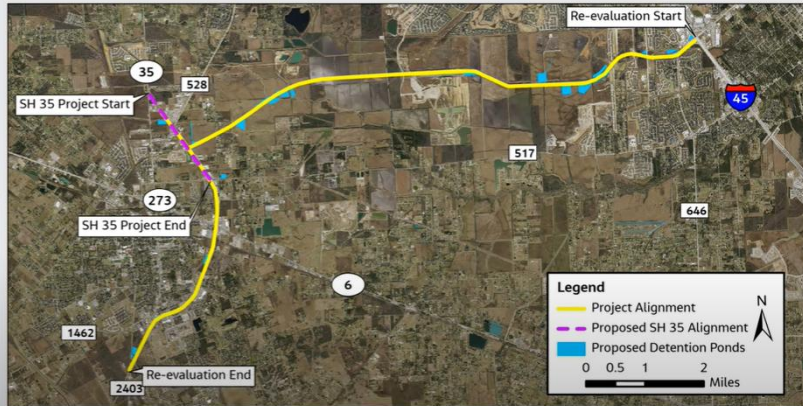 Re-evaluation Start
35
528
SH 35 Project Start
45
517
273
SH 35 Project End
646
6
Legend
Project Alignment
Proposed SH 35 Alignment
Proposed Detention Ponds
N
0 0.5 1 2
Miles
1462
Re-evaluation End
2403